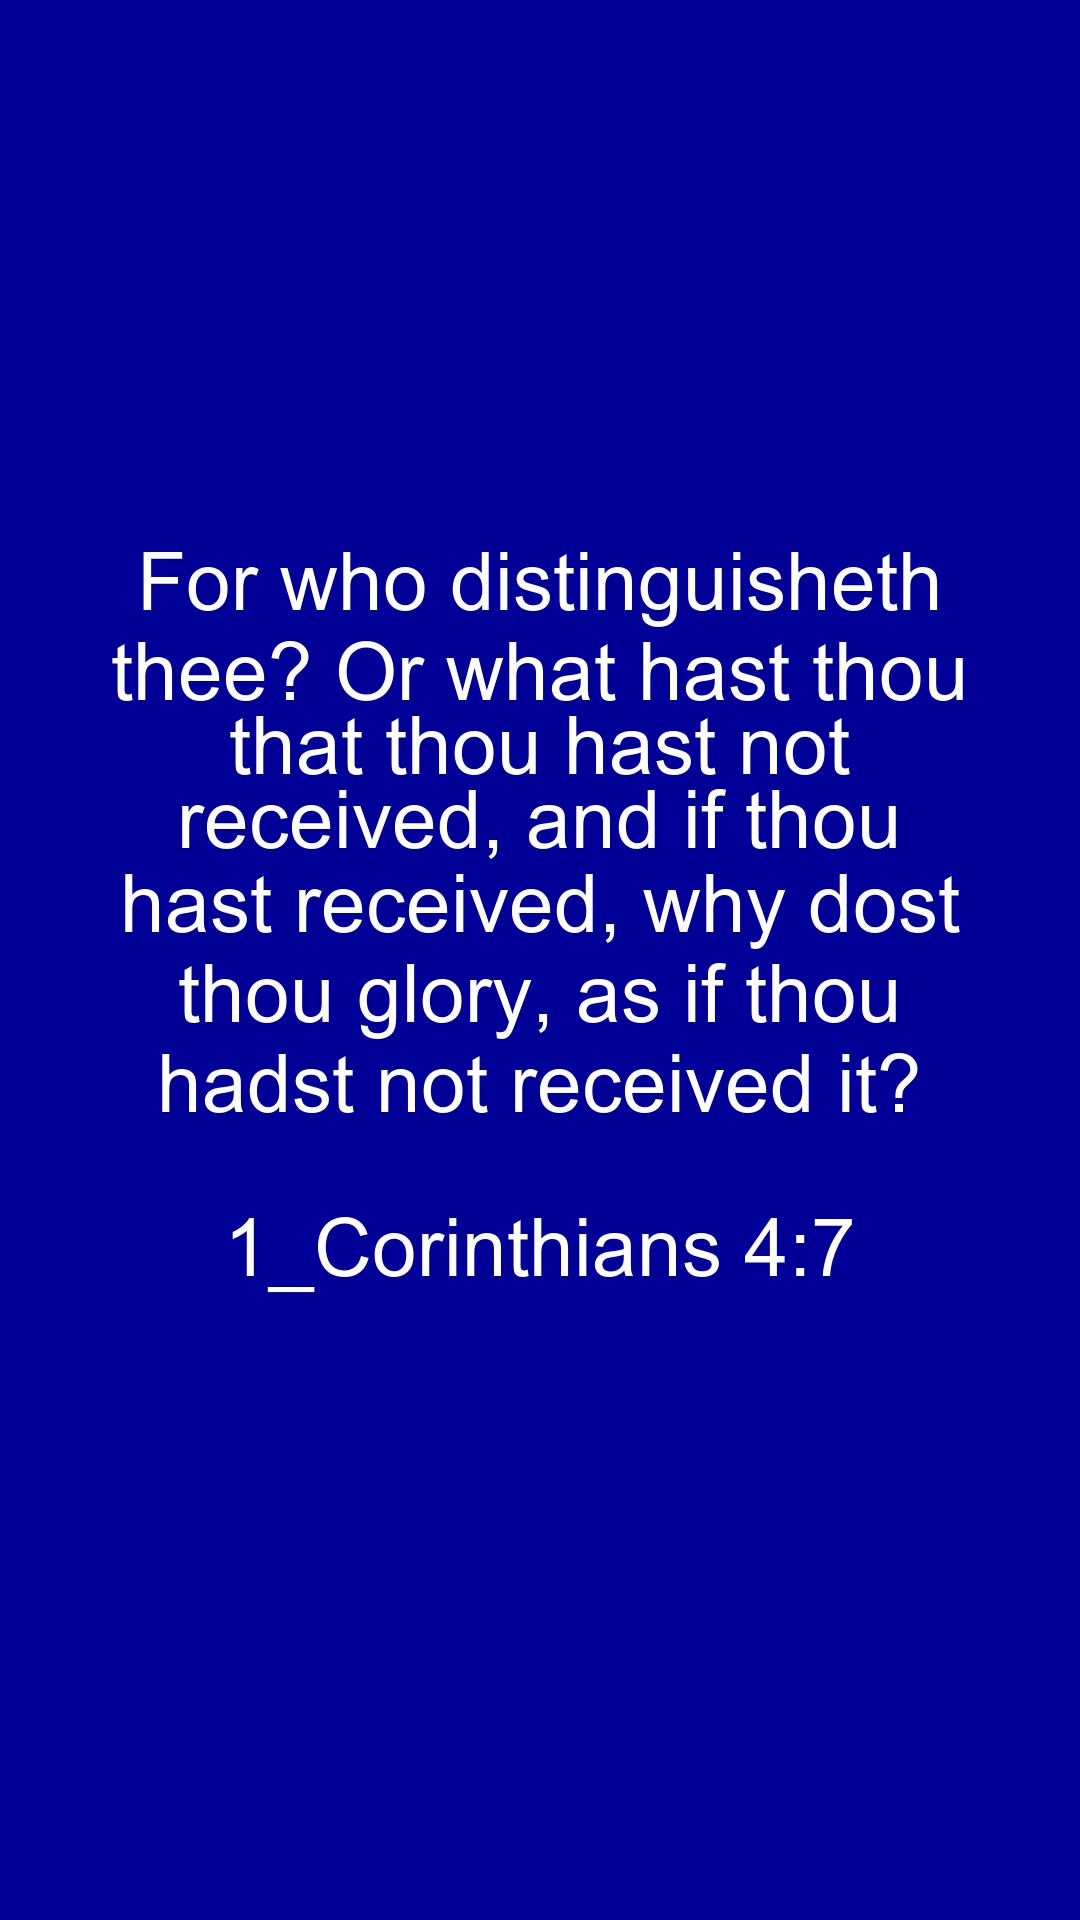 For who distinguisheth
thee? Or what hast thou
that thou hast not
received, and if thou
hast received, why dost
thou glory, as if thou
hadst not received it?
1_Corinthians 4:7